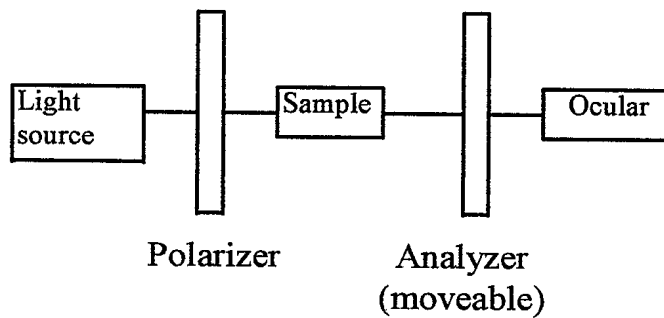 Light
source
Sample
Ocular
Polarizer
Analyzer
(moveable)